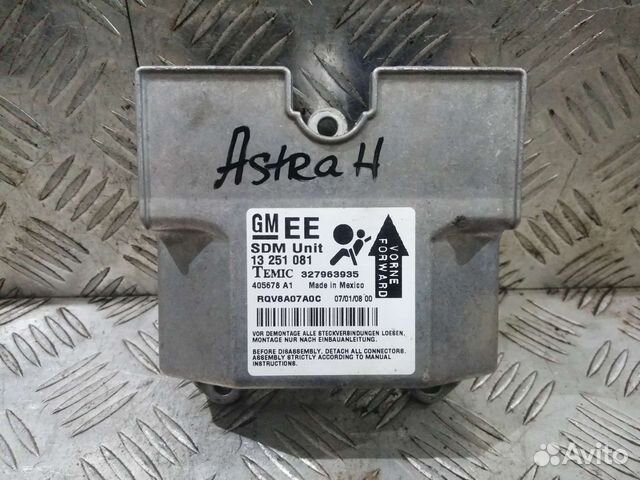 Astra H
GM EE
SDM Unit
13 251 081
TEMIC 327963935
405678 A1 Made in Mexico
RQV8A07A0C 07/01/08 00
VORNE
FORWARD
VOR DEMONTAGE ALLE STECKVERBINDUNGEN LOESEN,
MONTAGE NUR NACH EINBAUANLEITUNG.
BEFORE DISASSEMBLY, DETACH ALL CONNECTORS.
ASSEMBLY STRICTLY ACCORDING TO MANUAL
INSTRUCTIONS.
Avito